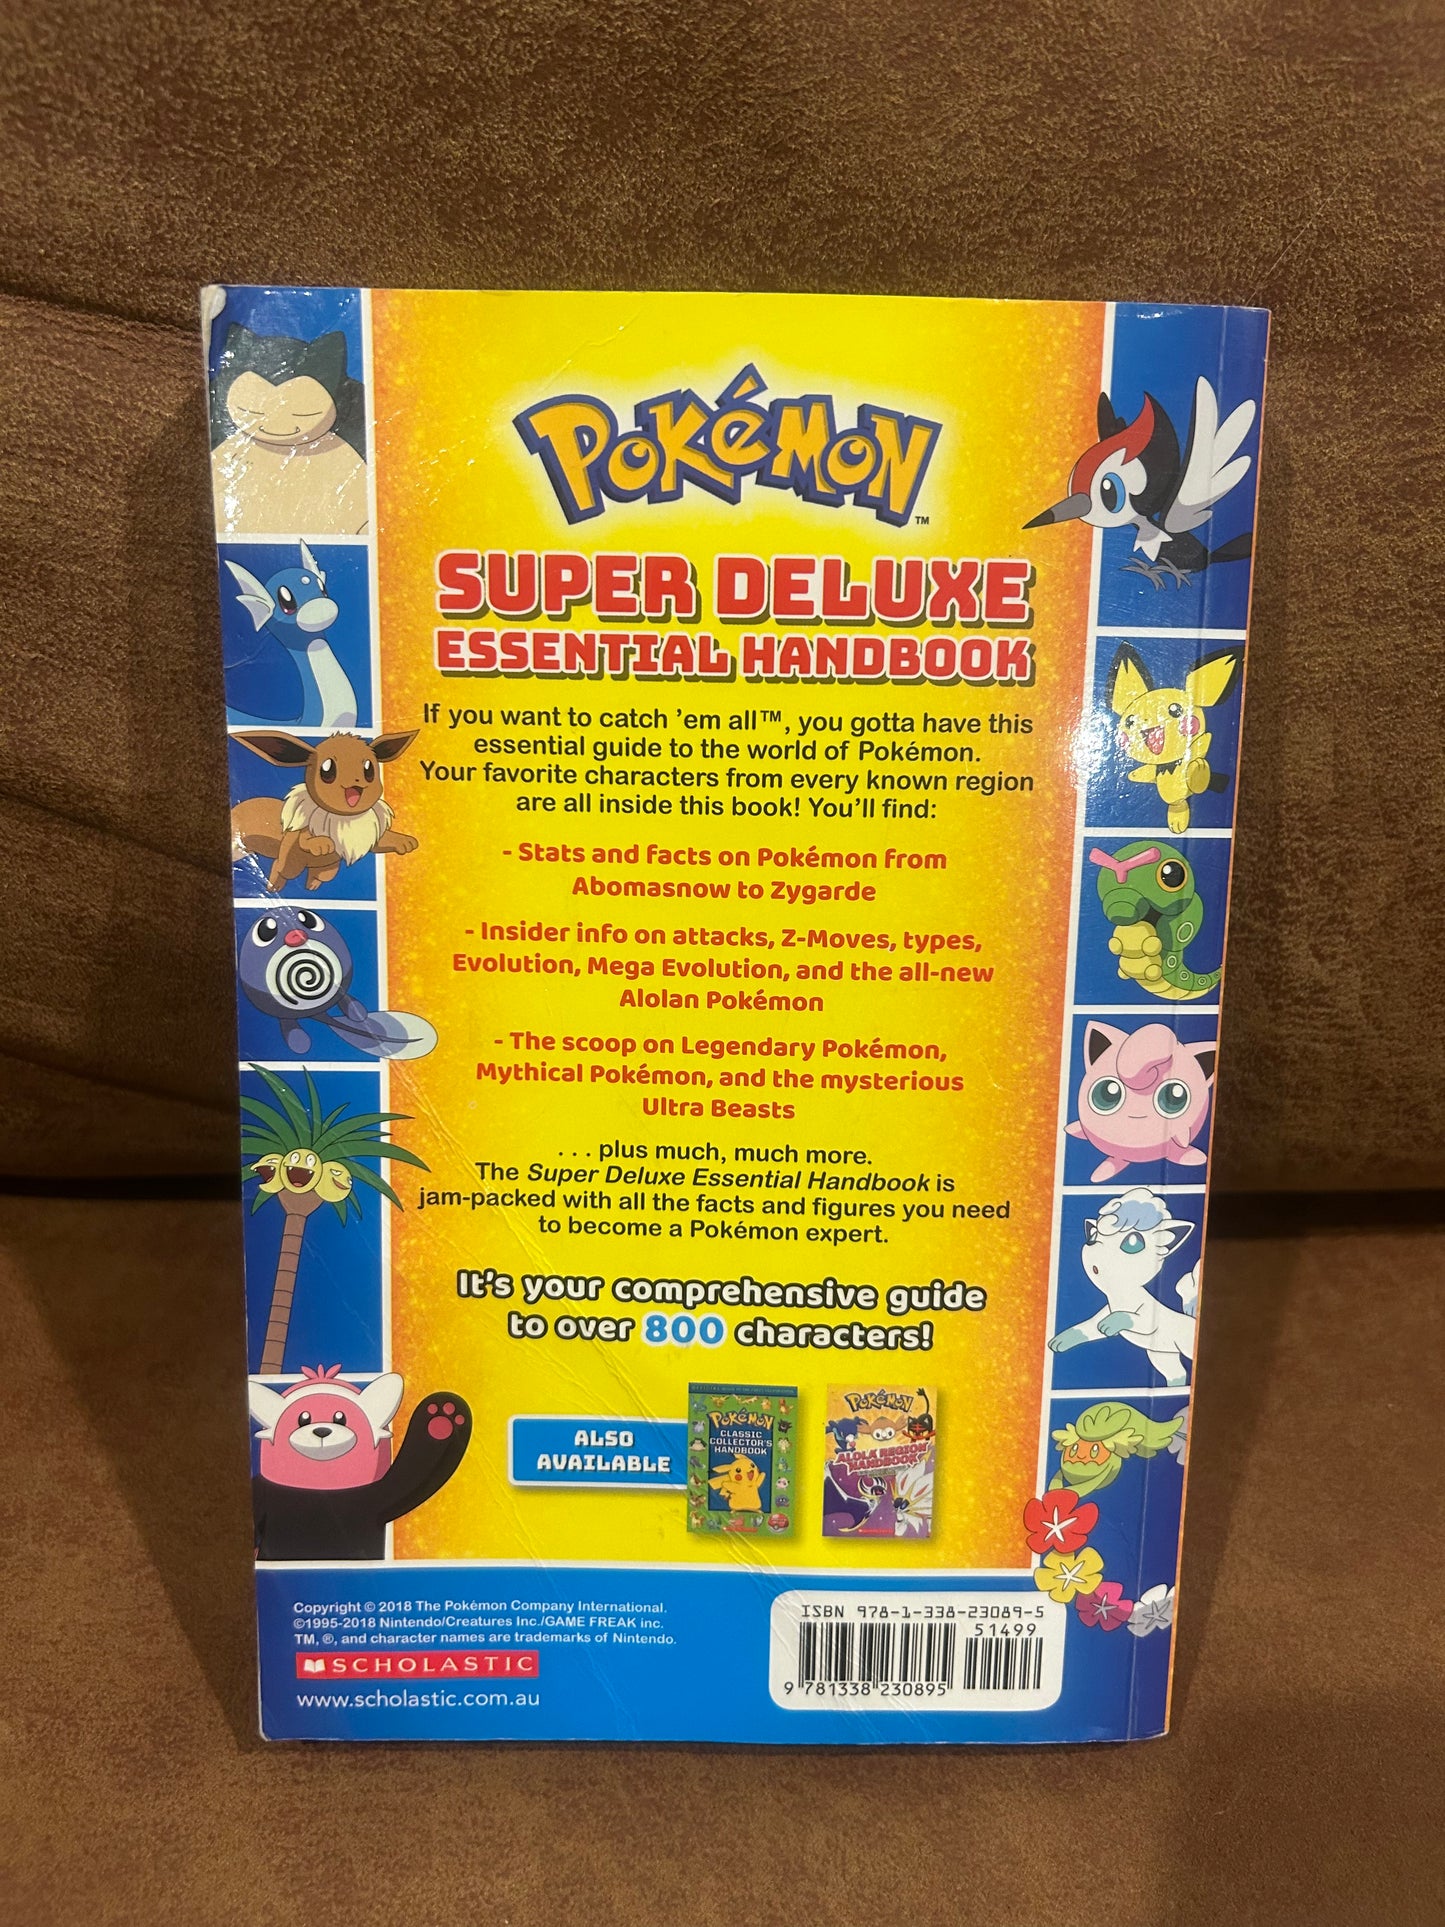 POKéMON™
SUPER DELUXE
ESSENTIAL HANDBOOK
If you want to catch ’em all™, you gotta have this
essential guide to the world of Pokémon.
Your favorite characters from every known region
are all inside this book! You’ll find:
- Stats and facts on Pokémon from
Abomasnow to Zygarde
- Insider info on attacks, Z-Moves, types,
Evolution, Mega Evolution, and the all-new
Alolan Pokémon
- The scoop on Legendary Pokémon,
Mythical Pokémon, and the mysterious
Ultra Beasts
. . . plus much, much more.
The Super Deluxe Essential Handbook is
jam-packed with all the facts and figures you need
to become a Pokémon expert.
It’s your comprehensive guide
to over 800 characters!
ALSO
AVAILABLE
POKéMON
CLASSIC
COLLECTOR'S
HANDBOOK
POKéMON
ALOLA REGION
HANDBOOK
Copyright © 2018 The Pokémon Company International.
©1995-2018 Nintendo/Creatures Inc./GAME FREAK inc.
TM, ®, and character names are trademarks of Nintendo.
SCHOLASTIC
www.scholastic.com.au
ISBN 978-1-338-23089-5
51499
9 781338 230895